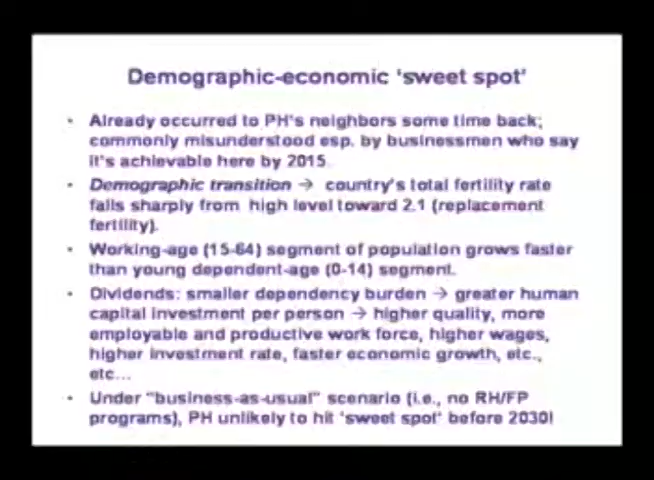 Demographic-economic 'sweet spot'
• Already occurred to PH's neighbors some time back;
commonly misunderstood esp. by businessmen who say
it's achievable here by 2015.
• Demographic transition → country's total fertility rate
falls sharply from high level toward 2.1 (replacement
fertility).
• Working-age (15-64) segment of population grows faster
than young dependent-age (0-14) segment.
• Dividends: smaller dependency burden → greater human
capital investment per person → higher quality, more
employable and productive work force, higher wages,
higher investment rate, faster economic growth, etc.,
etc...
• Under "business-as-usual" scenario (i.e., no RH/FP
programs), PH unlikely to hit 'sweet spot' before 2030!